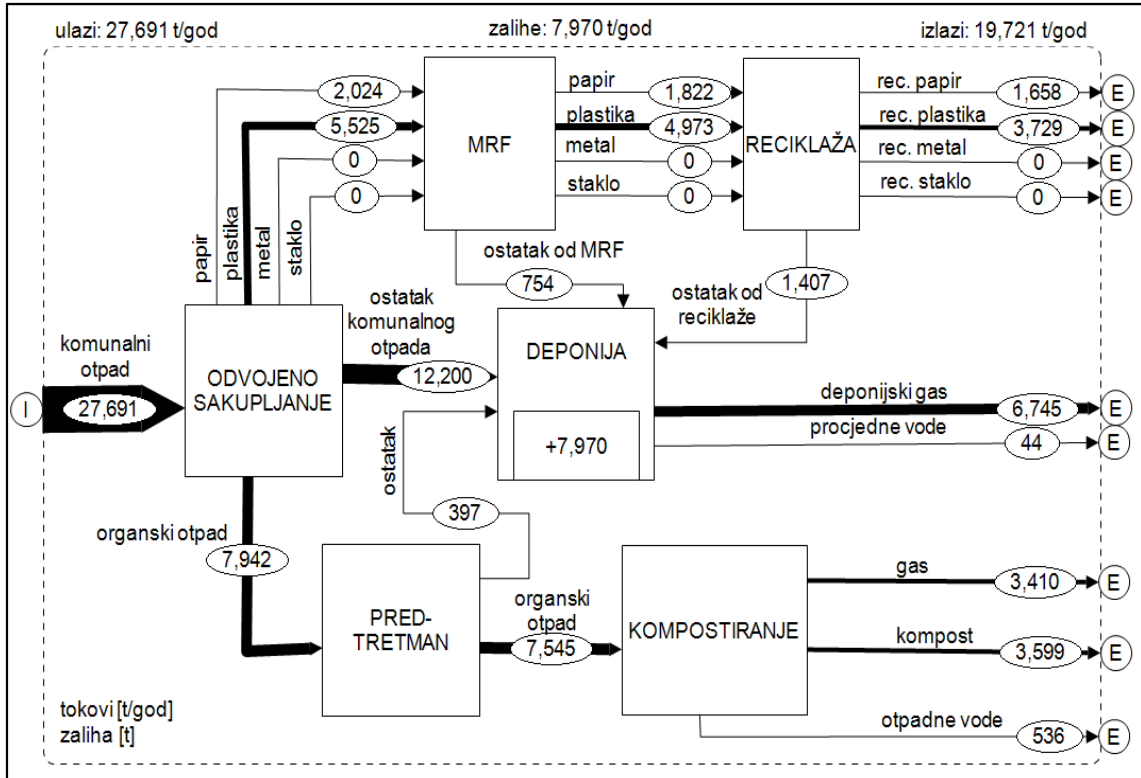 ulazi: 27,691 t/god
zalihe: 7,970 t/god
izlazi: 19,721 t/god
papir
2,024
plastika
5,525
metal
0
staklo
0
MRF
papir
1,822
plastika
4,973
metal
0
staklo
0
RECIKLAŽA
rec. papir
1,658
E
rec. plastika
3,729
E
rec. metal
0
E
rec. staklo
0
E
ostatak od MRF
754
ostatak od
reciklaže
1,407
komunalni
otpad
I
27,691
ODVOJENO
SAKUPLJANJE
ostatak
komunalnog
otpada
12,200
DEPONIJA
+7,970
deponijski gas
6,745
E
procjedne vode
44
E
ostatak
397
organski otpad
7,942
PRED-
TRETMAN
organski
otpad
7,545
KOMPOSTIRANJE
gas
3,410
E
kompost
3,599
E
otpadne vode
536
E
tokovi [t/god]
zaliha [t]